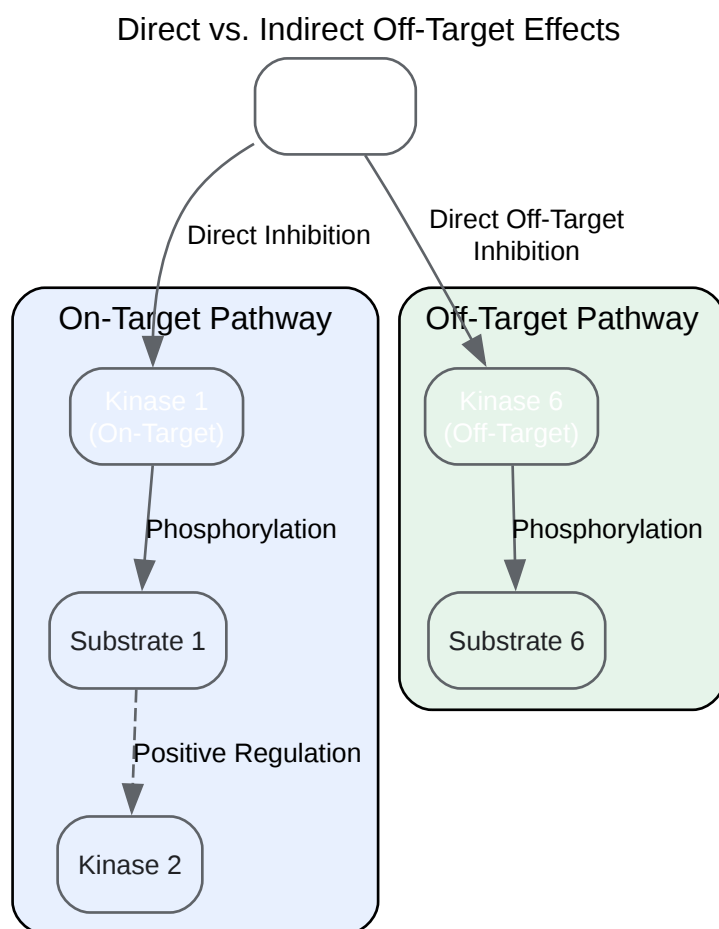 Direct vs. Indirect Off-Target Effects
Direct Inhibition
Direct Off-Target
Inhibition
On-Target Pathway
Off-Target Pathway
Kinase 1
(On-Target)
Kinase 6
(Off-Target)
Phosphorylation
Phosphorylation
Substrate 1
Substrate 6
Positive Regulation
Kinase 2